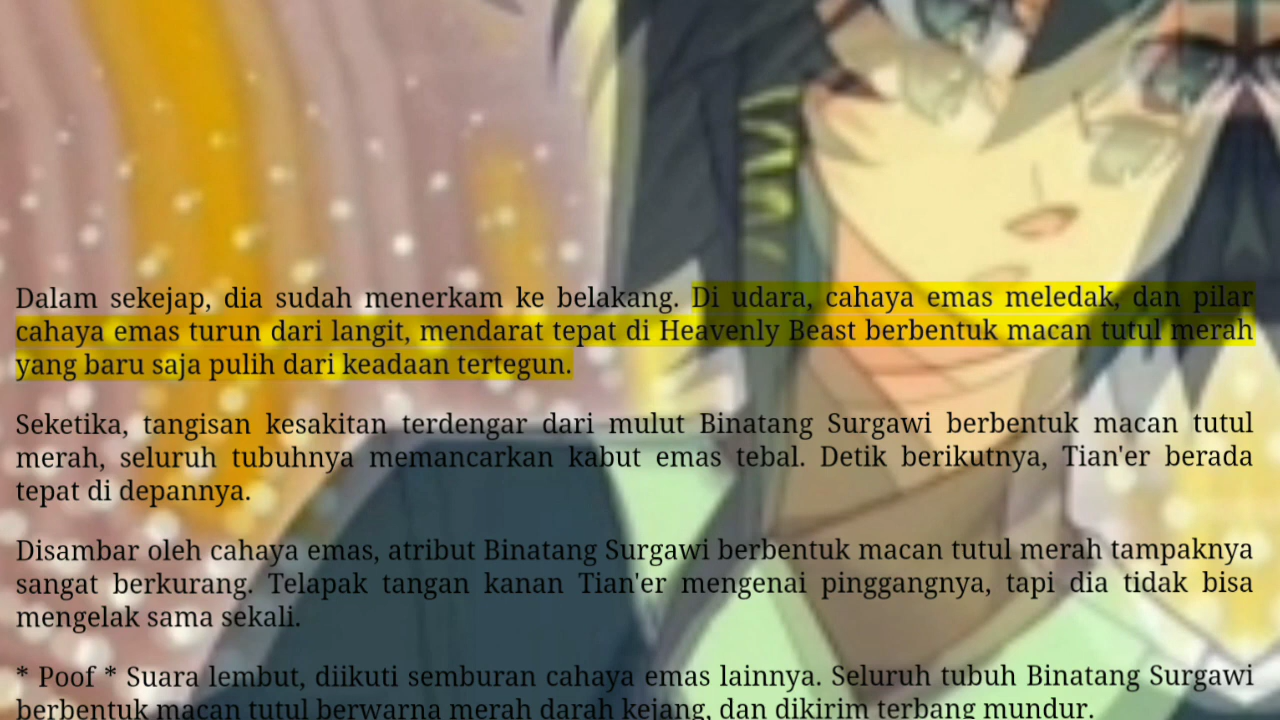 Dalam sekejap, dia sudah menerkam ke belakang. Di udara, cahaya emas meledak, dan pilar
cahaya emas turun dari langit, mendarat tepat di Heavenly Beast berbentuk macan tutul merah
yang baru saja pulih dari keadaan tertegun.
Seketika, tangisan kesakitan terdengar dari mulut Binatang Surgawi berbentuk macan tutul
merah, seluruh tubuhnya memancarkan kabut emas tebal. Detik berikutnya, Tian'er berada
tepat di depannya.
Disambar oleh cahaya emas, atribut Binatang Surgawi berbentuk macan tutul merah tampaknya
sangat berkurang. Telapak tangan kanan Tian'er mengenai pinggangnya, tapi dia tidak bisa
mengelak sama sekali.
* Poof * Suara lembut, diikuti semburan cahaya emas lainnya. Seluruh tubuh Binatang Surgawi
berbentuk macan tutul berwarna merah darah kejang, dan dikirim terbang mundur.